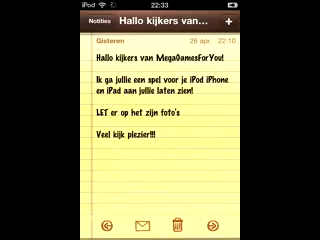 iPod 22:33
Notities Hallo kijkers van... +
Gisteren 26 apr. 22:10
Hallo kijkers van MegaGamesForYou!
Ik ga jullie een spel voor je iPod iPhone
en iPad aan jullie laten zien!
LET er op het zijn foto's
Veel kijk plezier!!!